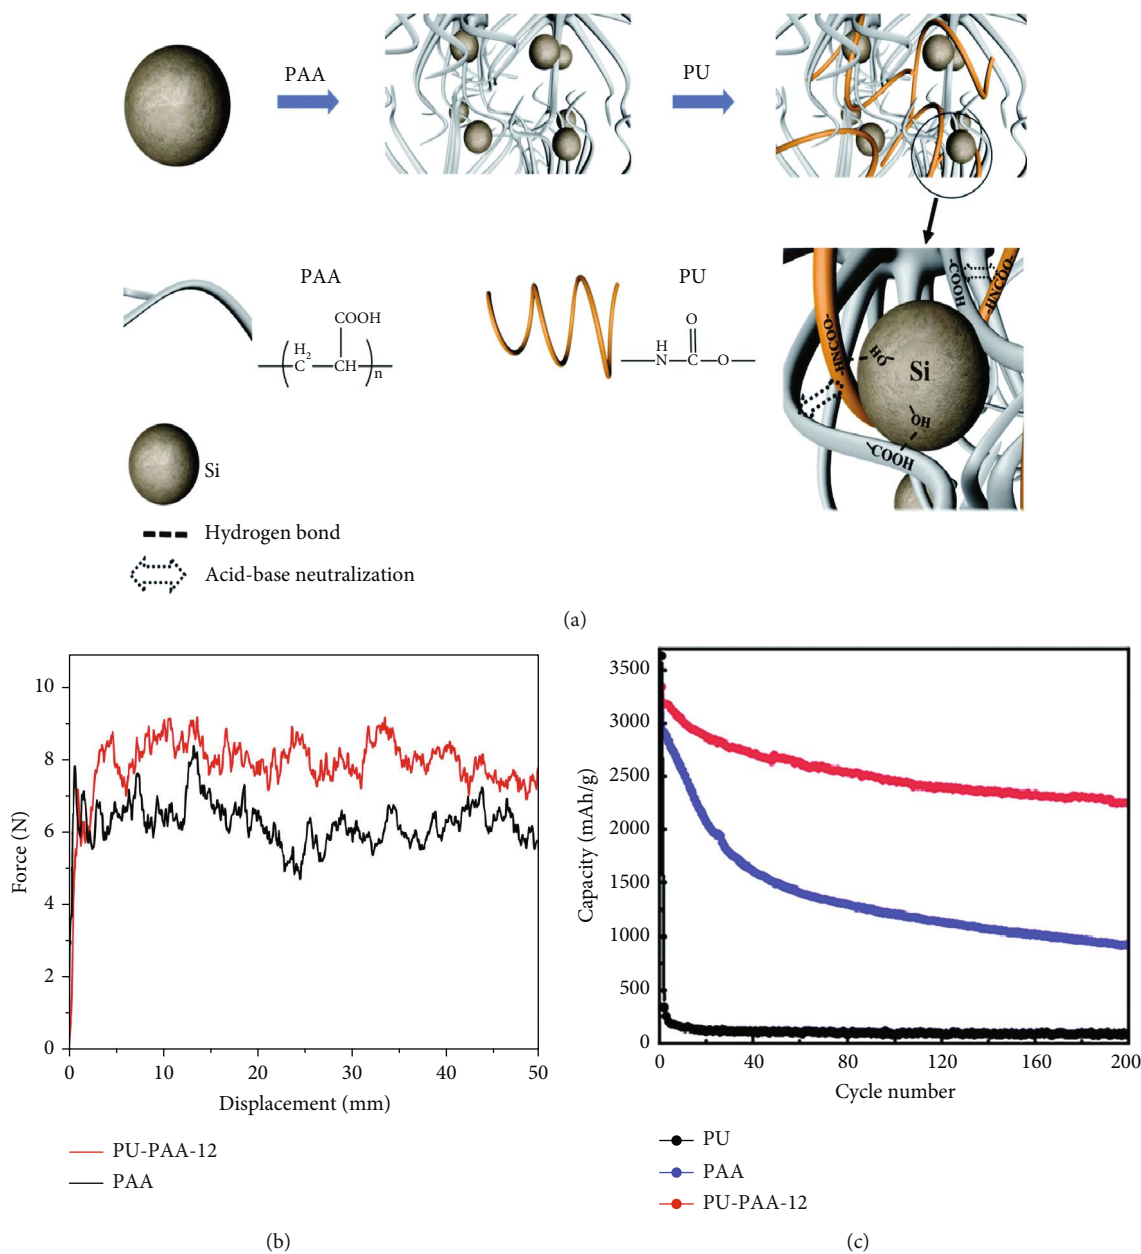 PAA
PU
PAA
COOH
H2
C
CH
n
PU
O
H
N
C
O
-COOH
-HNCOO-
-HNCOO-
OH
Si
OH
COOH
Si
Hydrogen bond
Acid-base neutralization
(a)
10
8
6
4
2
0
Force (N)
0
10
20
30
40
50
Displacement (mm)
PU-PAA-12
PAA
(b)
3500
3000
2500
2000
1500
1000
500
0
Capacity (mAh/g)
0
40
80
120
160
200
Cycle number
PU
PAA
PU-PAA-12
(c)